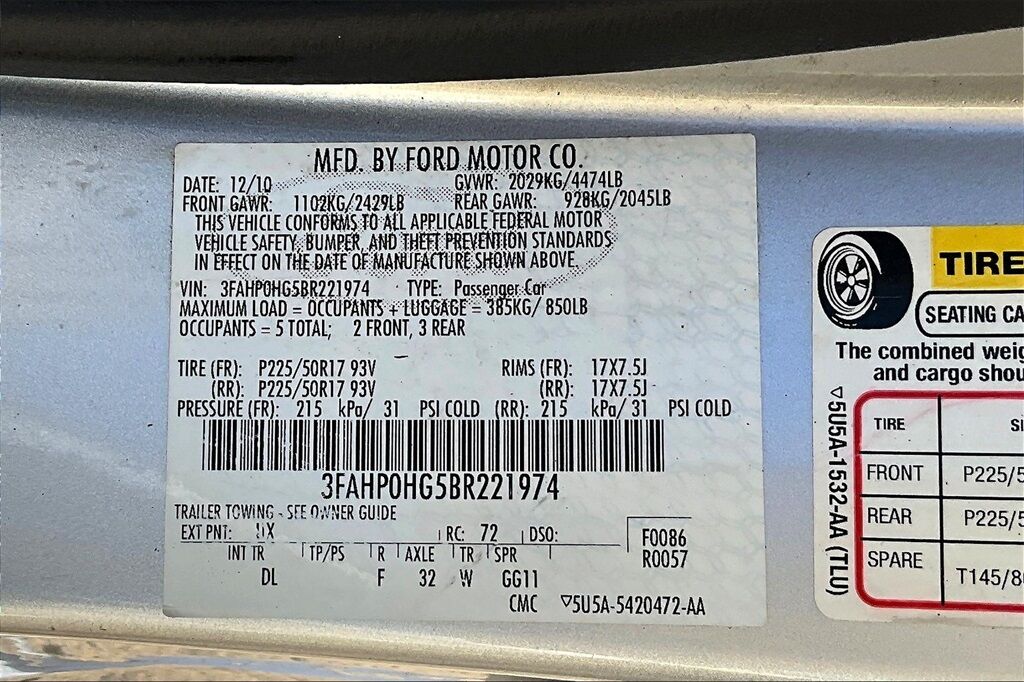 MFD. BY FORD MOTOR CO.
DATE: 12/10 GVWR: 2029KG/4474LB
FRONT GAWR: 1102KG/2429LB REAR GAWR: 928KG/2045LB
THIS VEHICLE CONFORMS TO ALL APPLICABLE FEDERAL MOTOR
VEHICLE SAFETY, BUMPER, AND THEFT PREVENTION STANDARDS
IN EFFECT ON THE DATE OF MANUFACTURE SHOWN ABOVE.
VIN: 3FAHP0HG5BR221974 TYPE: Passenger Car
MAXIMUM LOAD = OCCUPANTS + LUGGAGE = 385KG/ 850LB
OCCUPANTS = 5 TOTAL; 2 FRONT, 3 REAR
TIRE (FR): P225/50R17 93V RIMS (FR): 17X7.5J
(RR): P225/50R17 93V (RR): 17X7.5J
PRESSURE (FR): 215 kPa/ 31 PSI COLD (RR): 215 kPa/ 31 PSI COLD
3FAHP0HG5BR221974
TRAILER TOWING - SEE OWNER GUIDE
EXT PNT: RC: 72 DSO: F0086
R0057
INT TR TP/PS R AXLE TR SPR
DL F 32 W GG11
CMC ▽5U5A-5420472-AA
TIRE
SEATING CA
The combined weig
and cargo shou
▽5U5A-1532-AA (TLU)
TIRE SI
FRONT P225/5
REAR P225/5
SPARE T145/80